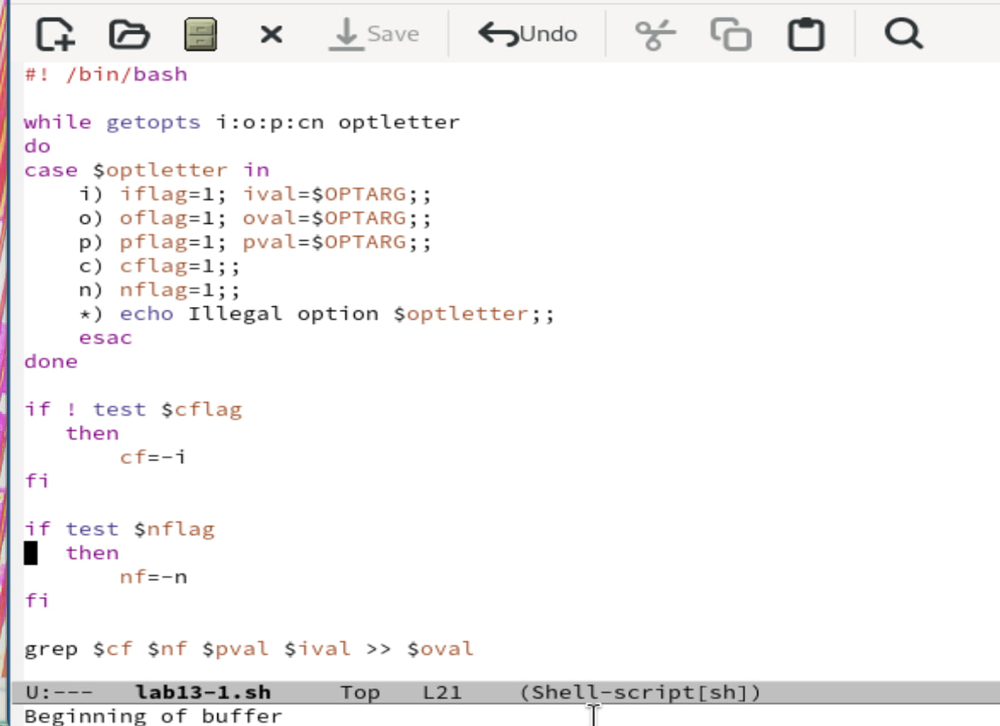 Save Undo
#! /bin/bash
while getopts i:o:p:cn optletter
do
case $optletter in
i) iflag=1; ival=$OPTARG;;
o) oflag=1; oval=$OPTARG;;
p) pflag=1; pval=$OPTARG;;
c) cflag=1;;
n) nflag=1;;
*) echo Illegal option $optletter;;
esac
done
if ! test $cflag
then
cf=-i
fi
if test $nflag
then
nf=-n
fi
grep $cf $nf $pval $ival >> $oval
U:--- lab13-1.sh Top L21 (Shell-script[sh])
Beginning of buffer